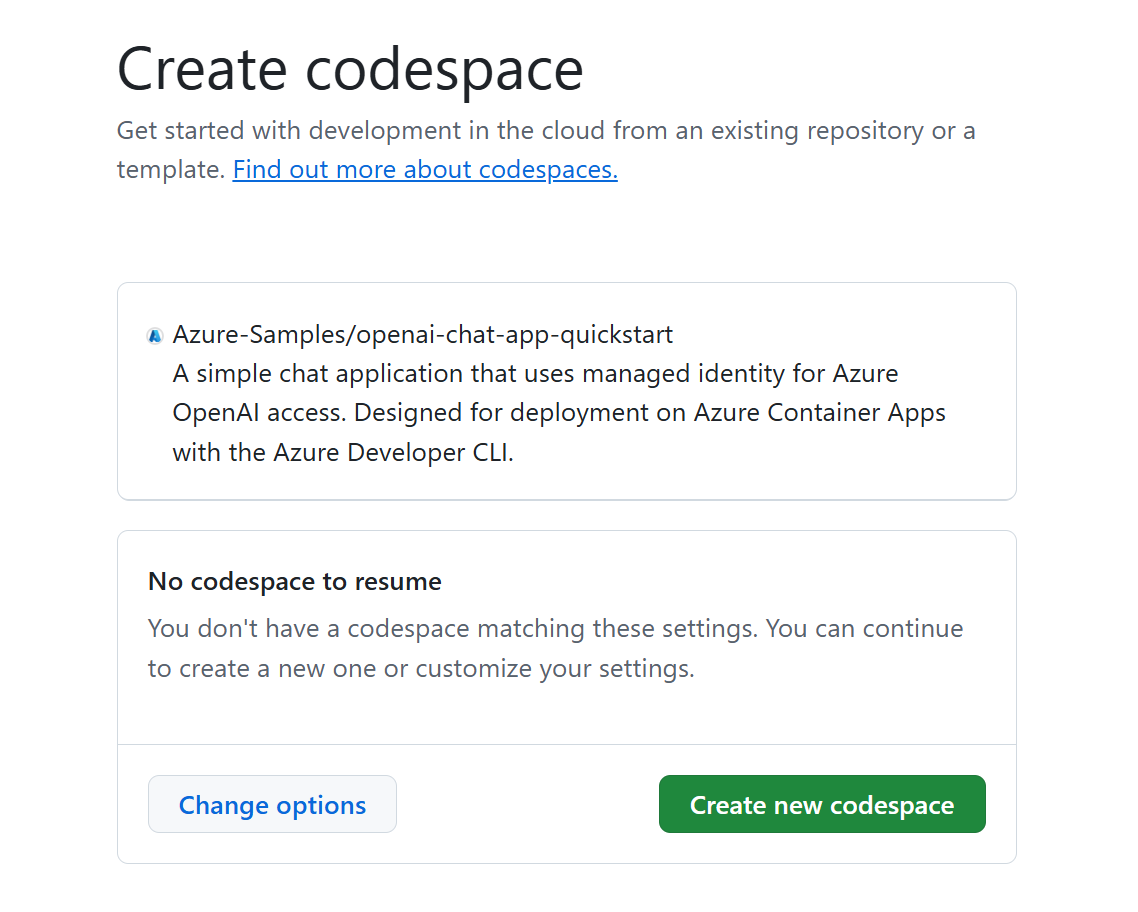 Create codespace
Get started with development in the cloud from an existing repository or a
template. Find out more about codespaces.
Azure-Samples/openai-chat-app-quickstart
A simple chat application that uses managed identity for Azure
OpenAI access. Designed for deployment on Azure Container Apps
with the Azure Developer CLI.
No codespace to resume
You don't have a codespace matching these settings. You can continue
to create a new one or customize your settings.
Change options
Create new codespace